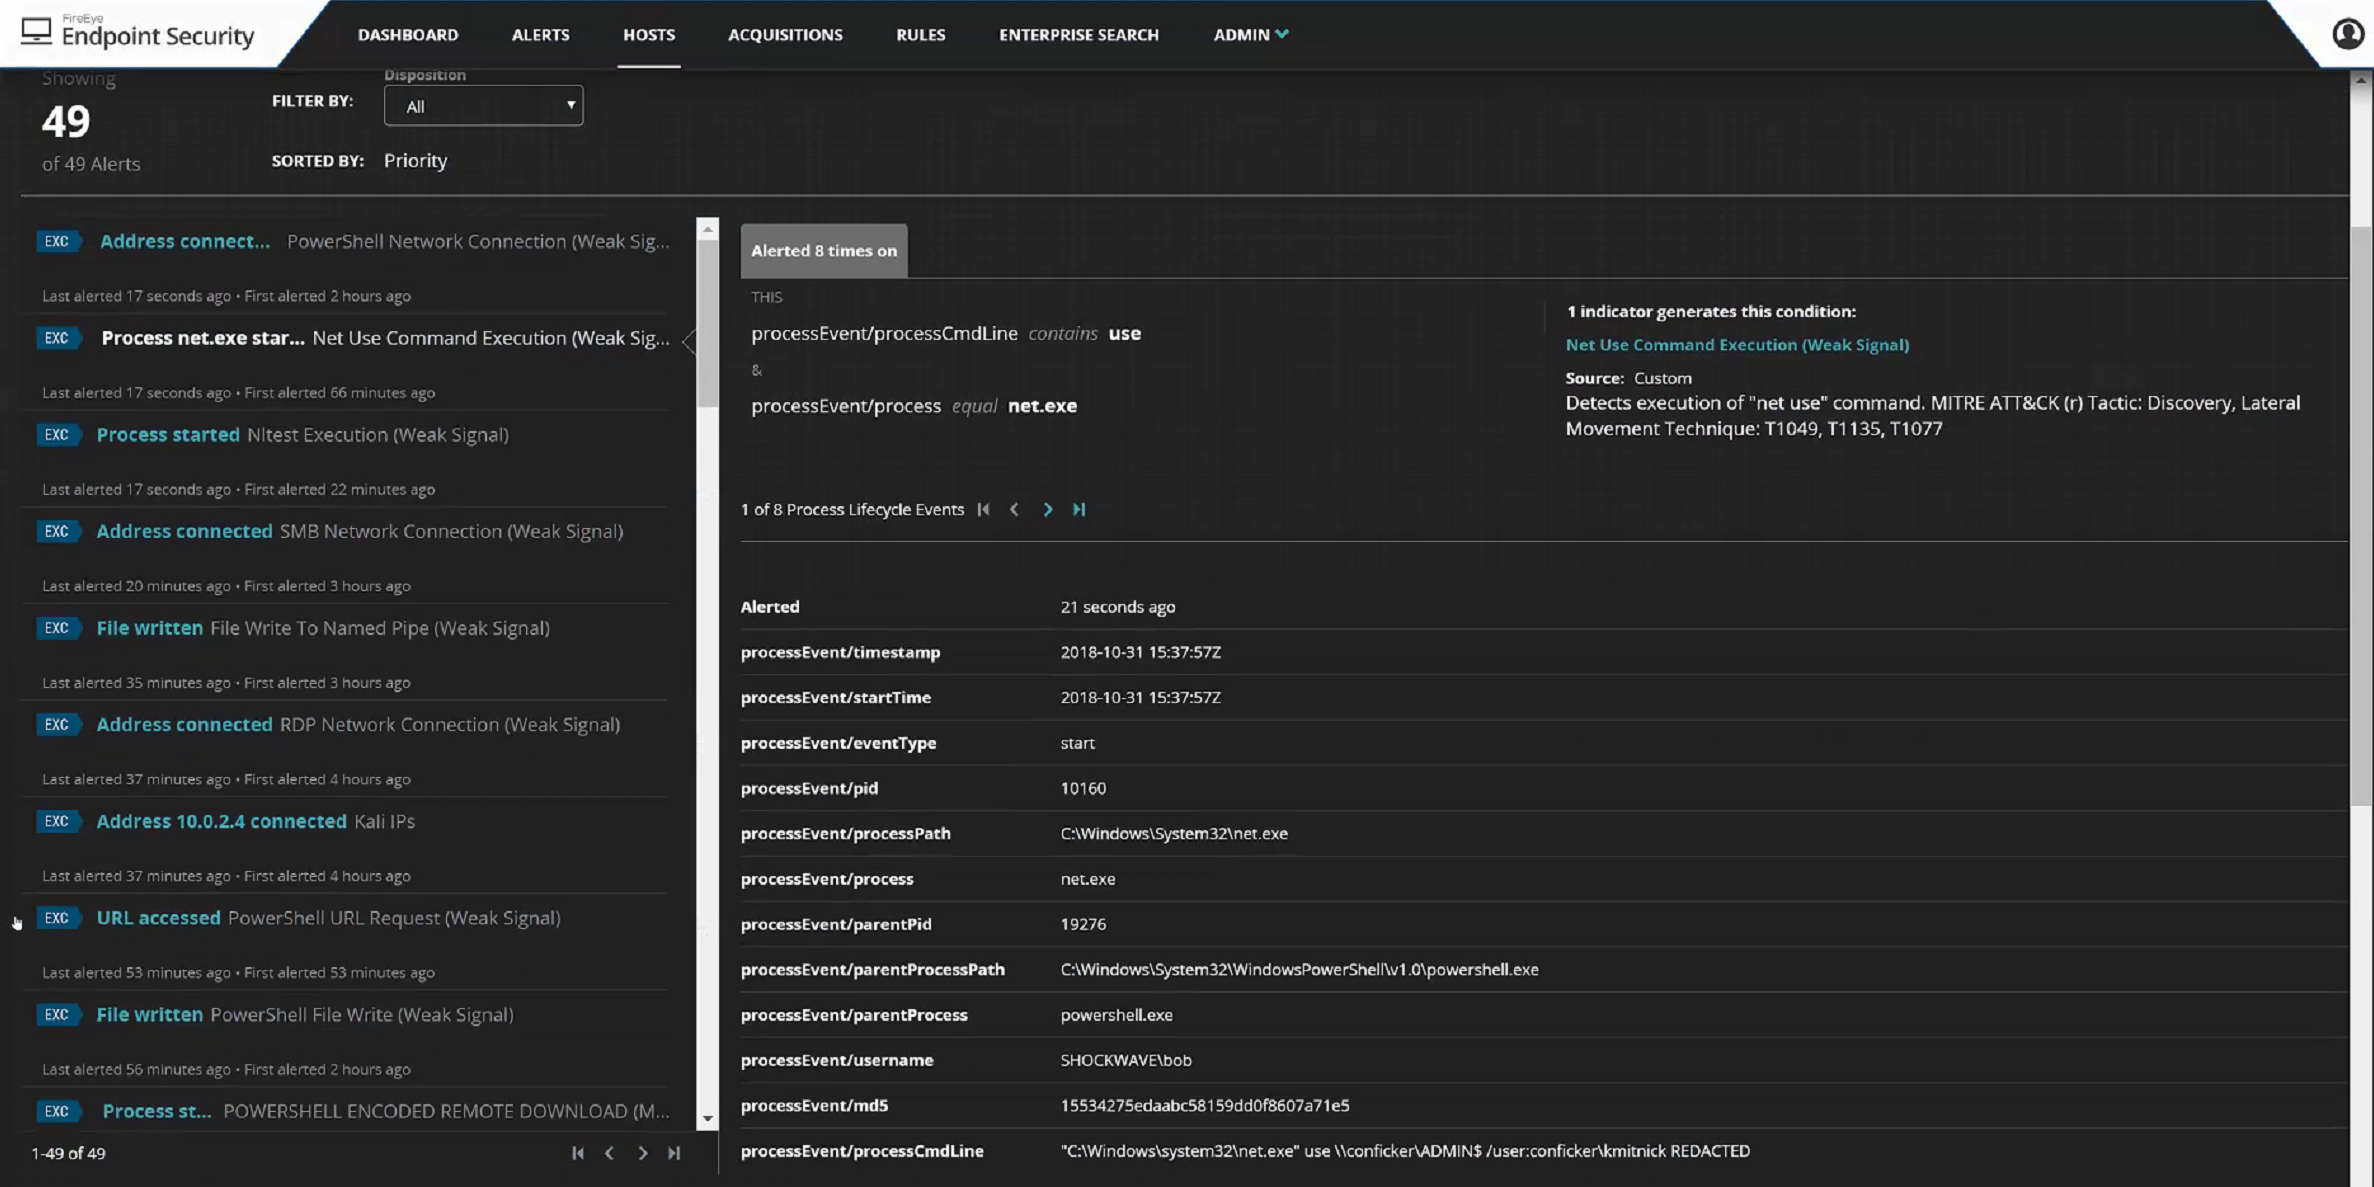 FireEye
Endpoint Security
DASHBOARD
ALERTS
HOSTS
ACQUISITIONS
RULES
ENTERPRISE SEARCH
ADMIN
Showing
49
of 49 Alerts
FILTER BY:
Disposition
All
SORTED BY: Priority
EXC Address connect... PowerShell Network Connection (Weak Sig...
Last alerted 17 seconds ago • First alerted 2 hours ago
EXC Process net.exe star... Net Use Command Execution (Weak Sig...
Last alerted 17 seconds ago • First alerted 66 minutes ago
EXC Process started Nltest Execution (Weak Signal)
Last alerted 17 seconds ago • First alerted 22 minutes ago
EXC Address connected SMB Network Connection (Weak Signal)
Last alerted 20 minutes ago • First alerted 3 hours ago
EXC File written File Write To Named Pipe (Weak Signal)
Last alerted 35 minutes ago • First alerted 3 hours ago
EXC Address connected RDP Network Connection (Weak Signal)
Last alerted 37 minutes ago • First alerted 4 hours ago
EXC Address 10.0.2.4 connected Kali IPs
Last alerted 37 minutes ago • First alerted 4 hours ago
EXC URL accessed PowerShell URL Request (Weak Signal)
Last alerted 53 minutes ago • First alerted 53 minutes ago
EXC File written PowerShell File Write (Weak Signal)
Last alerted 56 minutes ago • First alerted 2 hours ago
EXC Process st... POWERSHELL ENCODED REMOTE DOWNLOAD (M...
1-49 of 49
Alerted 8 times on
THIS
processEvent/processCmdLine contains use
&
processEvent/process equal net.exe
1 indicator generates this condition:
Net Use Command Execution (Weak Signal)
Source: Custom
Detects execution of "net use" command. MITRE ATT&CK (r) Tactic: Discovery, Lateral
Movement Technique: T1049, T1135, T1077
1 of 8 Process Lifecycle Events
Alerted 21 seconds ago
processEvent/timestamp 2018-10-31 15:37:57Z
processEvent/startTime 2018-10-31 15:37:57Z
processEvent/eventType start
processEvent/pid 10160
processEvent/processPath C:\Windows\System32\net.exe
processEvent/process net.exe
processEvent/parentPid 19276
processEvent/parentProcessPath C:\Windows\System32\WindowsPowerShell\v1.0\powershell.exe
processEvent/parentProcess powershell.exe
processEvent/username SHOCKWAVE\bob
processEvent/md5 15534275edaabc58159dd0f8607a71e5
processEvent/processCmdLine "C:\Windows\system32\net.exe" use \\conficker\ADMIN$ /user:conficker\kmitnick REDACTED